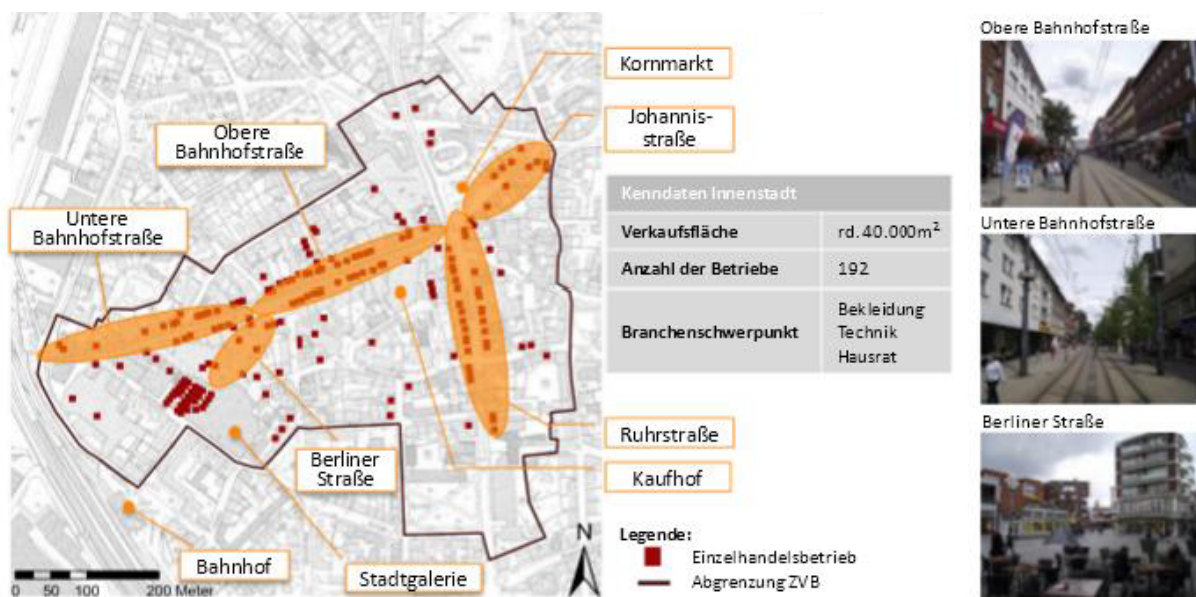 Kornmarkt
Johannis-
straße
Obere
Bahnhofstraße
Untere
Bahnhofstraße
Berliner
Straße
Bahnhof
Stadtgalerie
Ruhrstraße
Kaufhof
N
0 50 100 200 Meter
Kenndaten Innenstadt
Verkaufsfläche rd. 40.000m²
Anzahl der Betriebe 192
Branchenschwerpunkt Bekleidung
Technik
Hausrat
Legende:
Einzelhandelsbetrieb
Abgrenzung ZVB
Obere Bahnhofstraße
Untere Bahnhofstraße
Berliner Straße